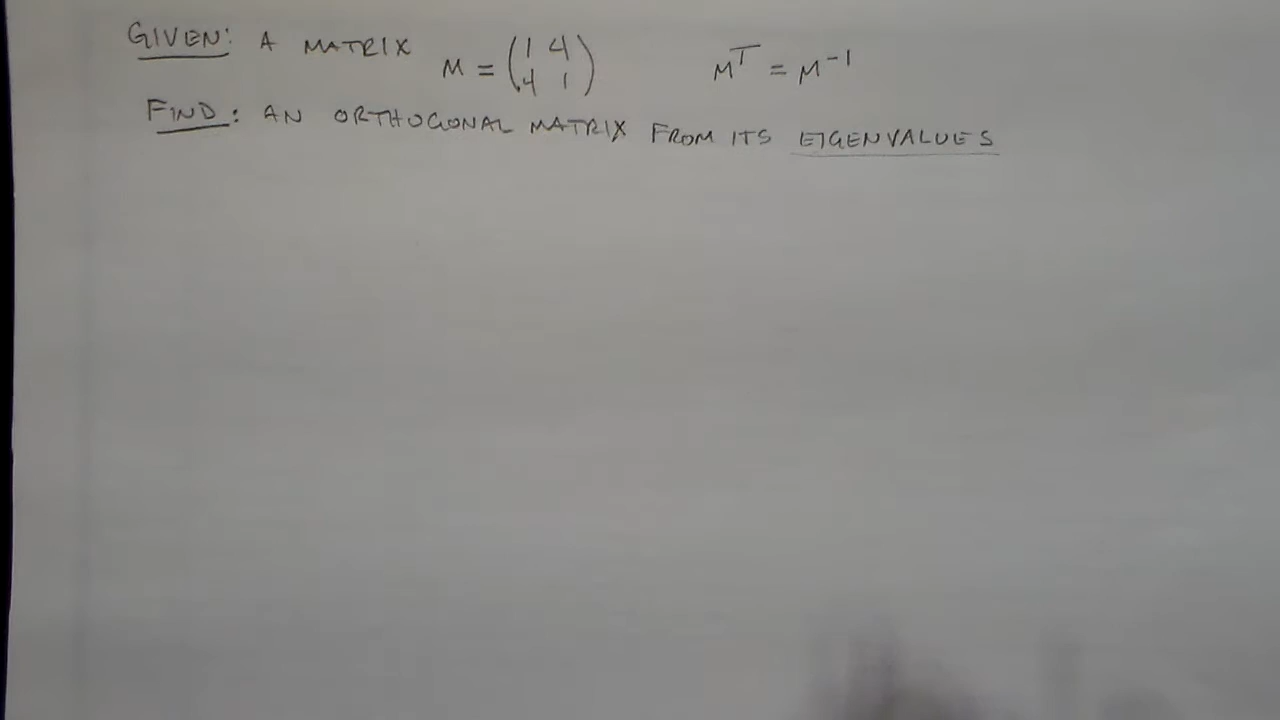 GIVEN: A MATRIX M = (1 4 4 1) M^T = M^-1
FIND: AN ORTHOGONAL MATRIX FROM ITS EIGENVALUES